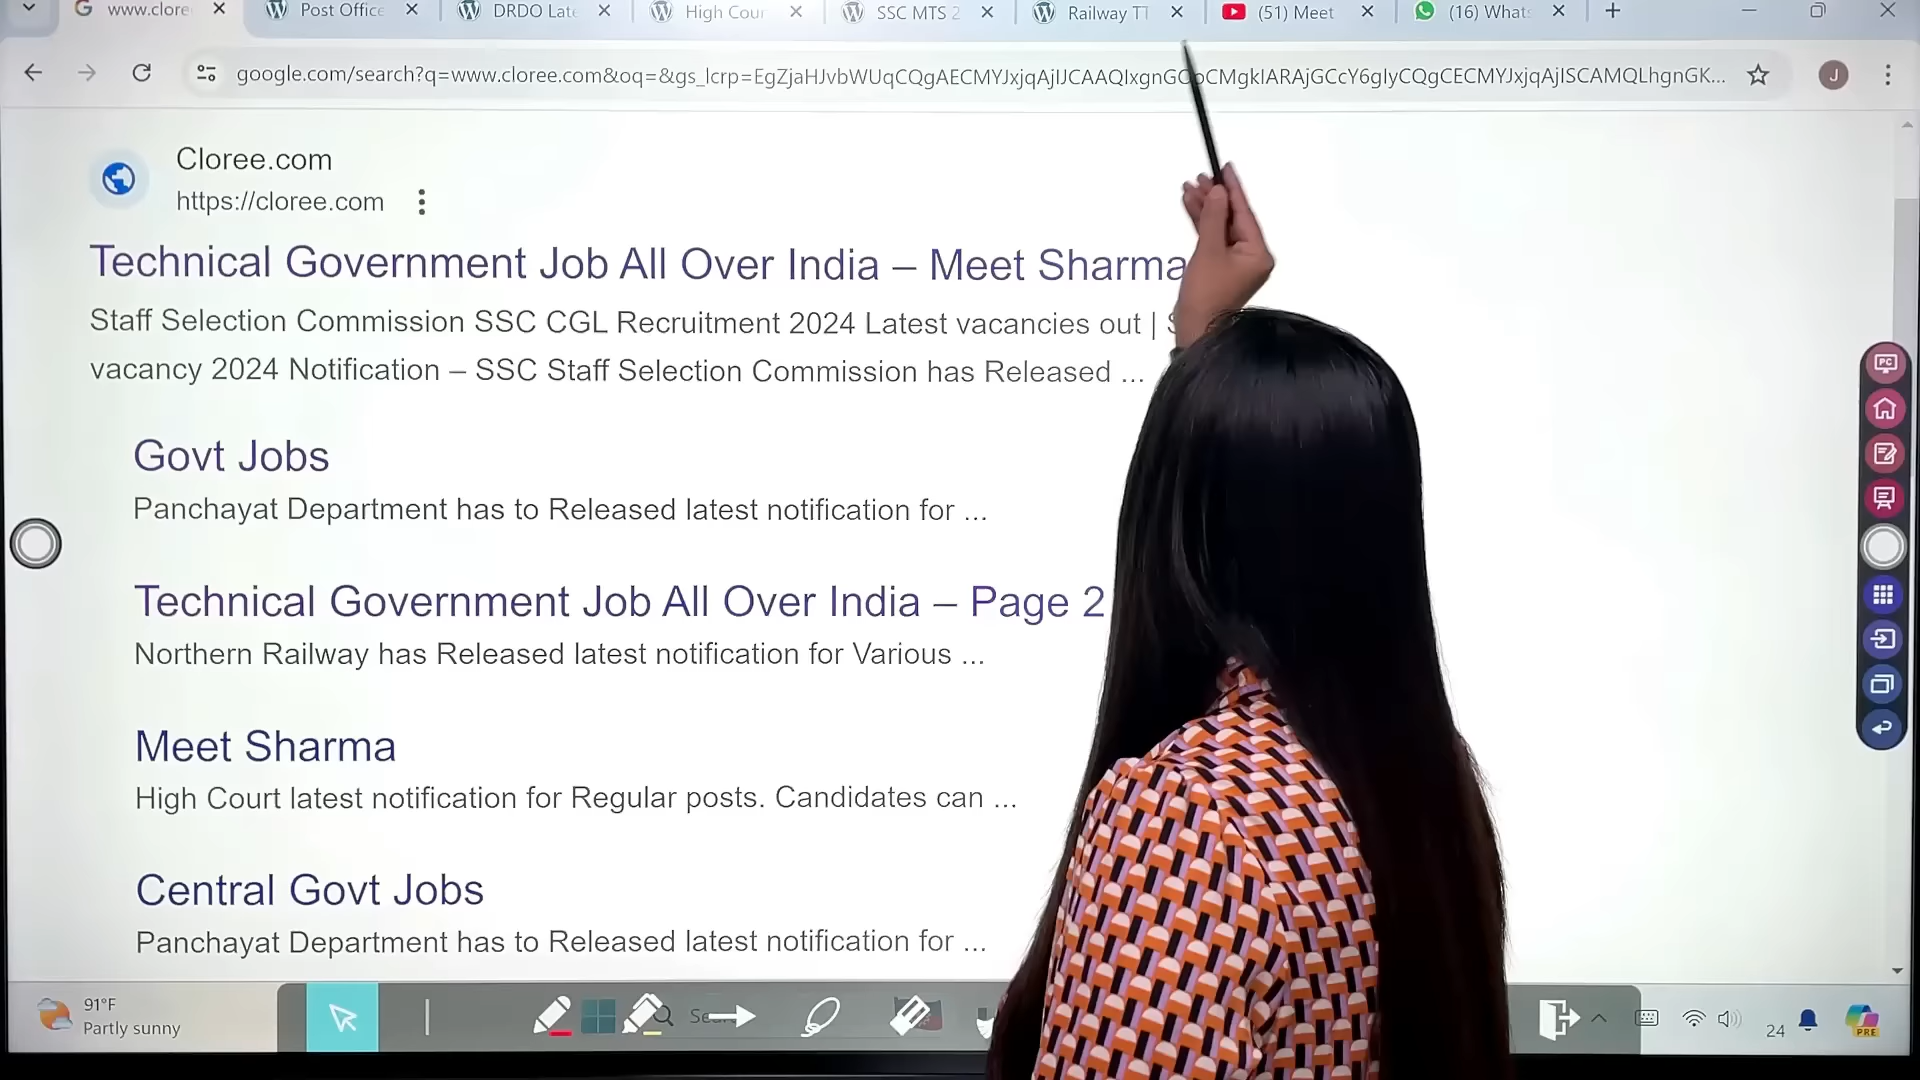 www.clore
Post Office
DRDO Late
High Cour
SSC MTS 2
Railway TT
(51) Meet
(16) Whats
google.com/search?q=www.cloree.com&oq=&gs_lcrp=
J
Cloree.com
https://cloree.com
Technical Government Job All Over India – Meet Sharma
Staff Selection Commission SSC CGL Recruitment 2024 Latest vacancies out | S
vacancy 2024 Notification – SSC Staff Selection Commission has Released ...
Govt Jobs
Panchayat Department has to Released latest notification for ...
Technical Government Job All Over India – Page 2
Northern Railway has Released latest notification for Various ...
Meet Sharma
High Court latest notification for Regular posts. Candidates can ...
Central Govt Jobs
Panchayat Department has to Released latest notification for ...
PC
91°F
Partly sunny
Se
24
PRE